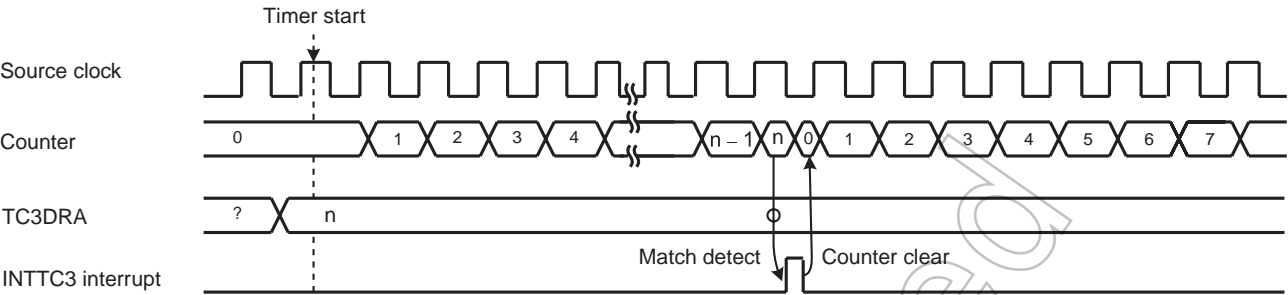 Timer start
Source clock
Counter 0 1 2 3 4 n – 1 n 0 1 2 3 4 5 6 7
TC3DRA ? n
Match detect Counter clear
INTTC3 interrupt